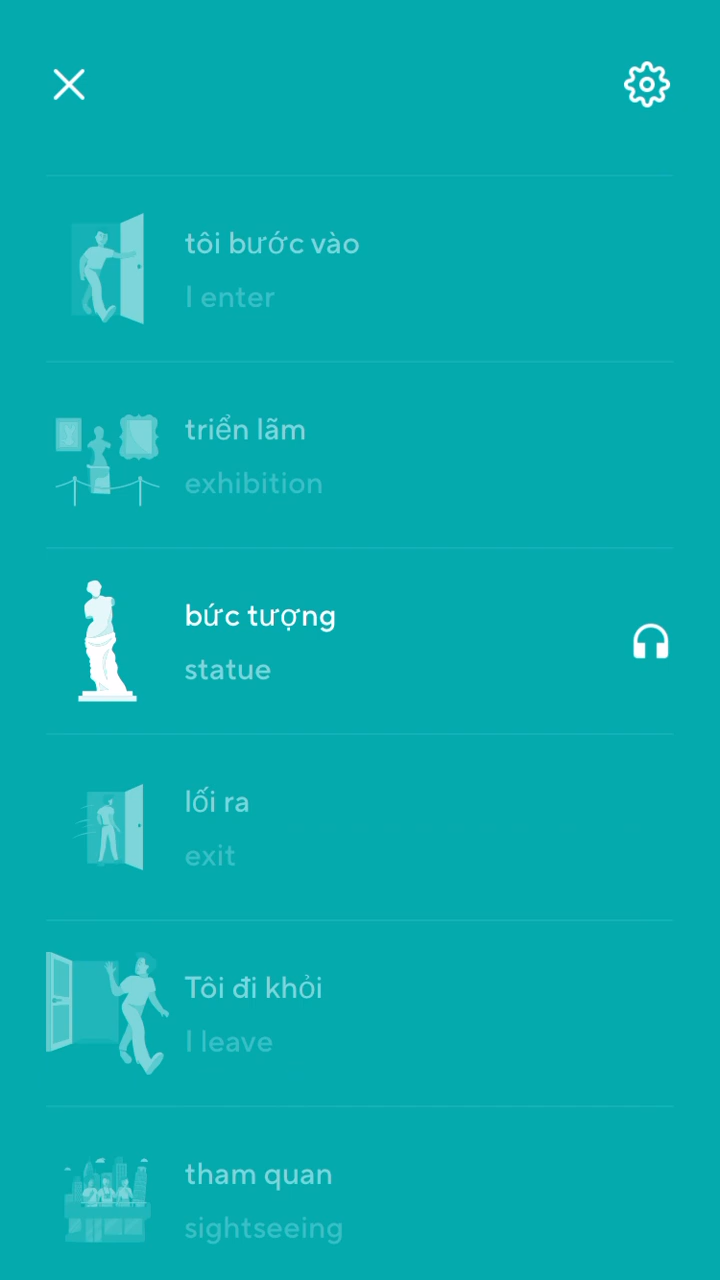 tôi bước vào
I enter
triển lãm
exhibition
bức tượng
statue
lối ra
exit
Tôi đi khỏi
I leave
tham quan
sightseeing